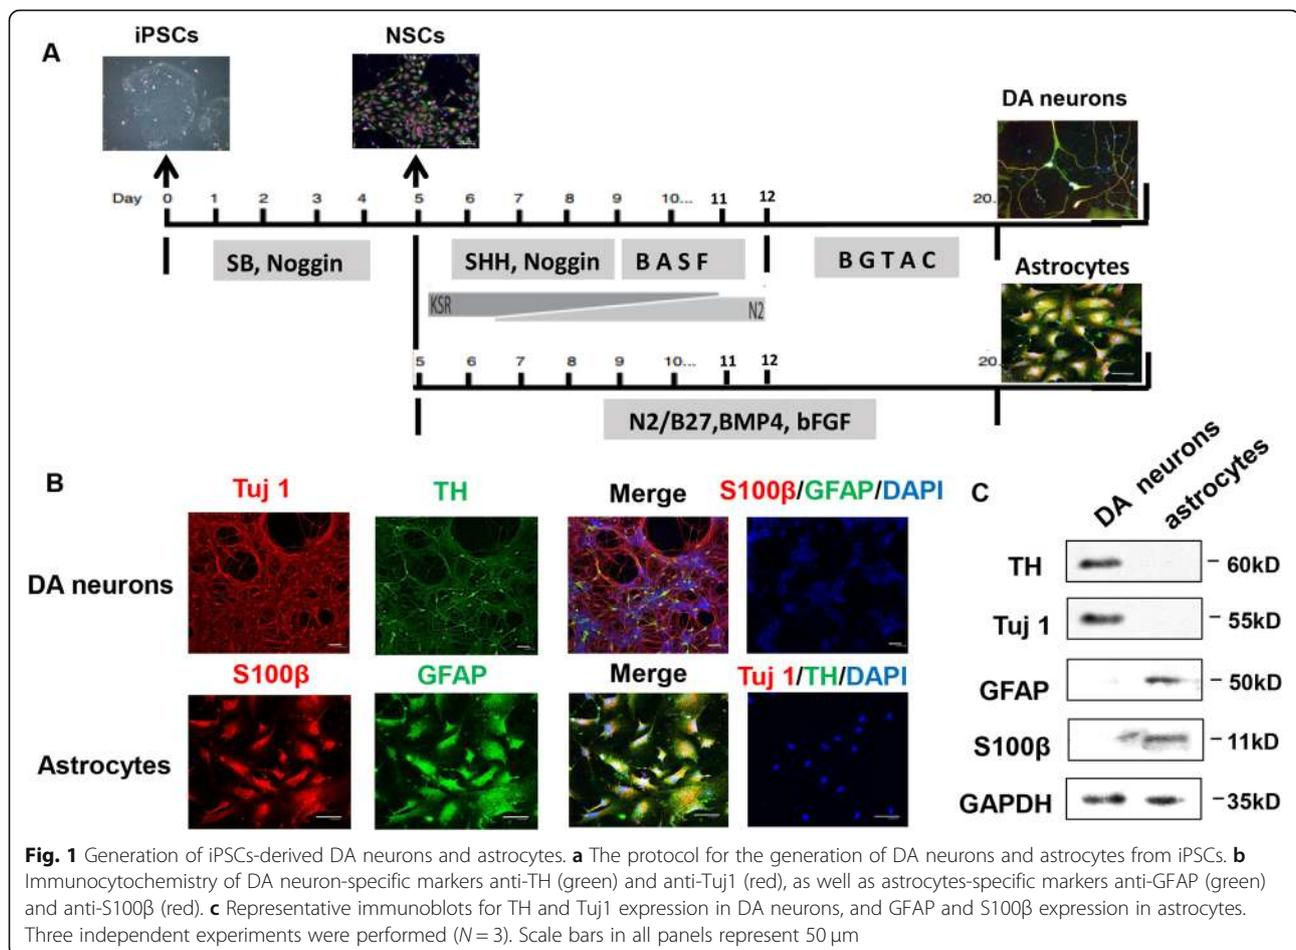 A
iPSCs
NSCs
DA neurons
Day 0 1 2 3 4 5 6 7 8 9 10... 11 12 20.
SB, Noggin
SHH, Noggin
B A S F
B G T A C
KSR
N2
Astrocytes
5 6 7 8 9 10... 11 12 20.
N2/B27,BMP4, bFGF
B
Tuj 1 TH Merge S100β/GFAP/DAPI
DA neurons
S100β GFAP Merge Tuj 1/TH/DAPI
Astrocytes
C
DA neurons
astrocytes
TH 60kD
Tuj 1 55kD
GFAP 50kD
S100β 11kD
GAPDH 35kD
Fig. 1 Generation of iPSCs-derived DA neurons and astrocytes. a The protocol for the generation of DA neurons and astrocytes from iPSCs. b
Immunocytochemistry of DA neuron-specific markers anti-TH (green) and anti-Tuj1 (red), as well as astrocytes-specific markers anti-GFAP (green)
and anti-S100β (red). c Representative immunoblots for TH and Tuj1 expression in DA neurons, and GFAP and S100β expression in astrocytes.
Three independent experiments were performed (N = 3). Scale bars in all panels represent 50 μm